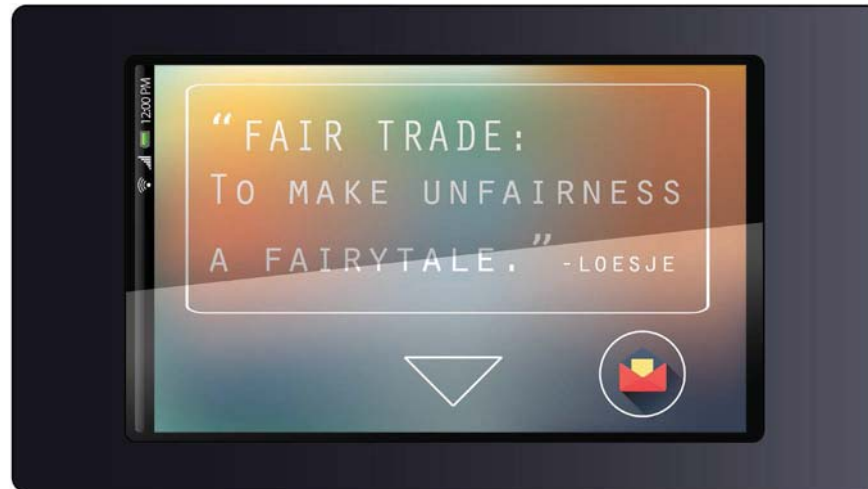 12:00 PM
“FAIR TRADE:
TO MAKE UNFAIRNESS
A FAIRYTALE.” -LOESJE